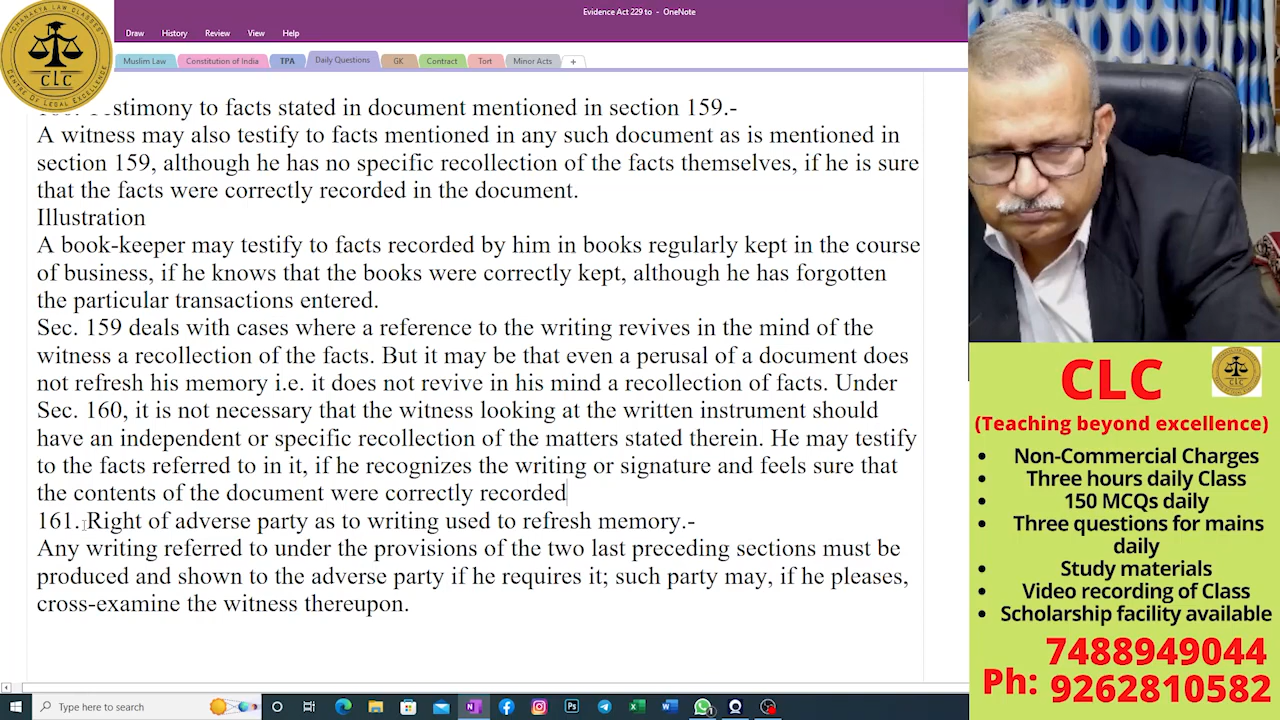 Evidence Act 229 to - OneNote
Draw History Review View Help
Muslim Law Constitution of India TPA Daily Questions GK Contract Tort Minor Acts +
"CHANAKYA LAW CLASSES"
CLC
CENTRE OF LEGAL EXCELLENCE
stimony to facts stated in document mentioned in section 159.-
A witness may also testify to facts mentioned in any such document as is mentioned in
section 159, although he has no specific recollection of the facts themselves, if he is sure
that the facts were correctly recorded in the document.
Illustration
A book-keeper may testify to facts recorded by him in books regularly kept in the course
of business, if he knows that the books were correctly kept, although he has forgotten
the particular transactions entered.
Sec. 159 deals with cases where a reference to the writing revives in the mind of the
witness a recollection of the facts. But it may be that even a perusal of a document does
not refresh his memory i.e. it does not revive in his mind a recollection of facts. Under
Sec. 160, it is not necessary that the witness looking at the written instrument should
have an independent or specific recollection of the matters stated therein. He may testify
to the facts referred to in it, if he recognizes the writing or signature and feels sure that
the contents of the document were correctly recorded
161. Right of adverse party as to writing used to refresh memory.-
Any writing referred to under the provisions of the two last preceding sections must be
produced and shown to the adverse party if he requires it; such party may, if he pleases,
cross-examine the witness thereupon.
CLC
(Teaching beyond excellence)
• Non-Commercial Charges
• Three hours daily Class
• 150 MCQs daily
• Three questions for mains
daily
• Study materials
• Video recording of Class
• Scholarship facility available
7488949044
Ph: 9262810582
Type here to search